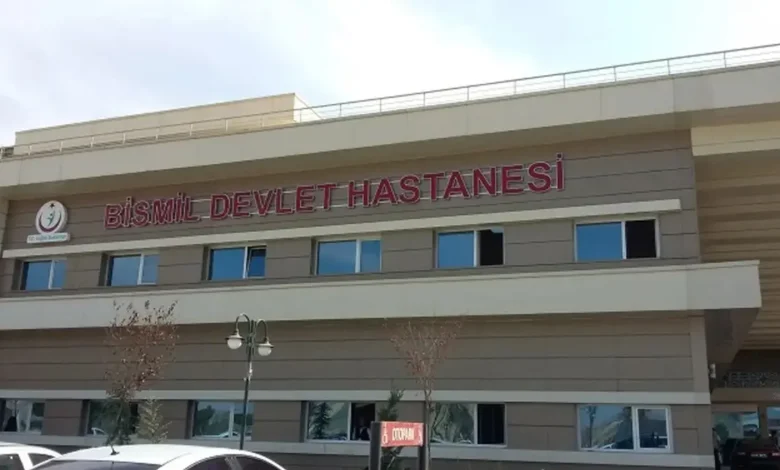 BİSMİL DEVLET HASTANESİ
OTOPARK